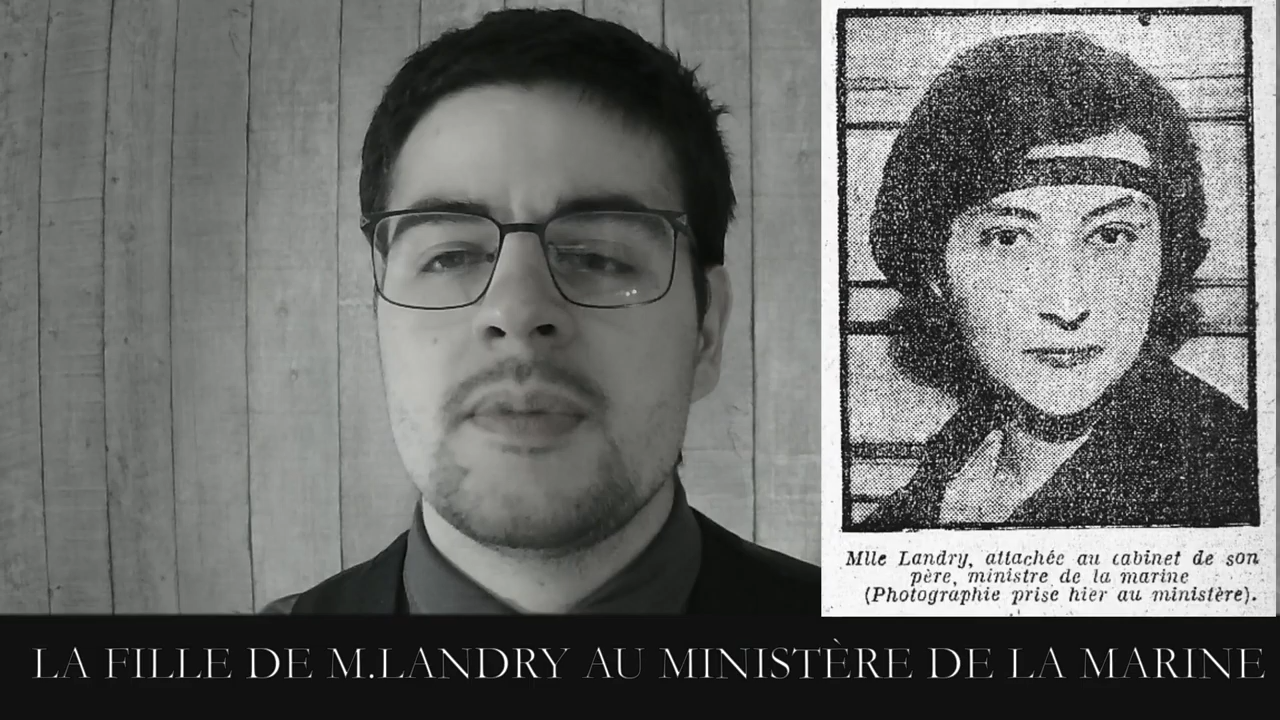 Mlle Landry, attachée au cabinet de son
père, ministre de la marine
(Photographie prise hier au ministère).
LA FILLE DE M.LANDRY AU MINISTÈRE DE LA MARINE